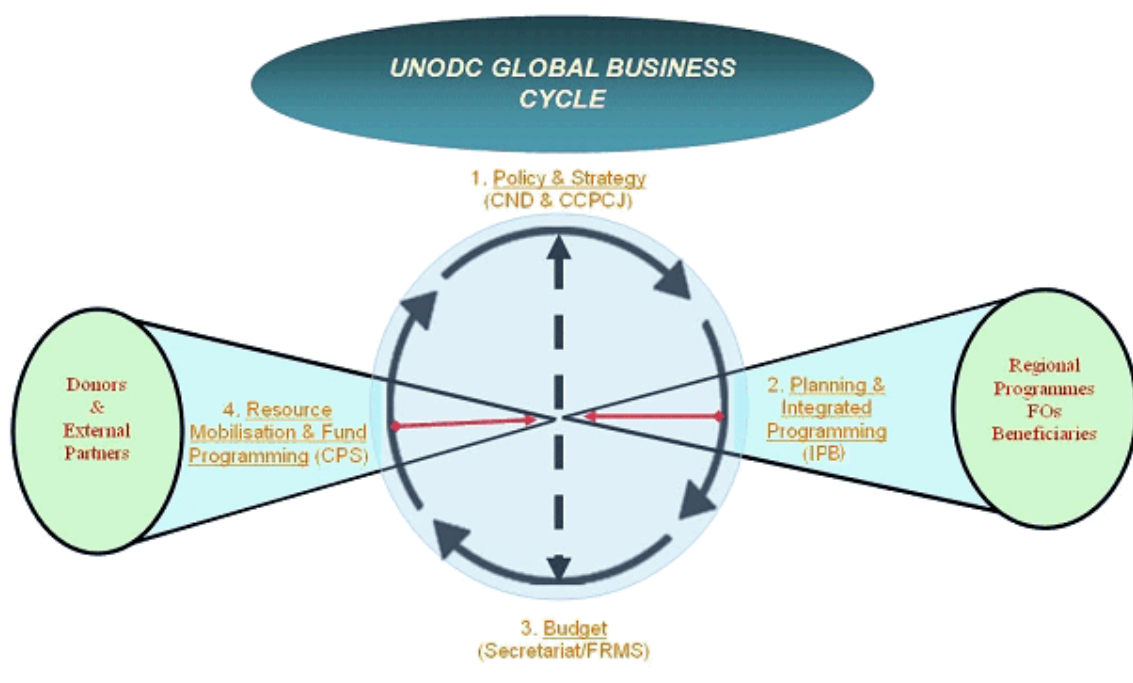 UNODC GLOBAL BUSINESS
CYCLE
1. Policy & Strategy
(CND & CCPCJ)
Donors
&
External
Partners
4. Resource
Mobilisation & Fund
Programming (CPS)
2. Planning &
Integrated
Programming
(IPB)
Regional
Programmes
FOs
Beneficiaries
3. Budget
(Secretariat/FRMS)